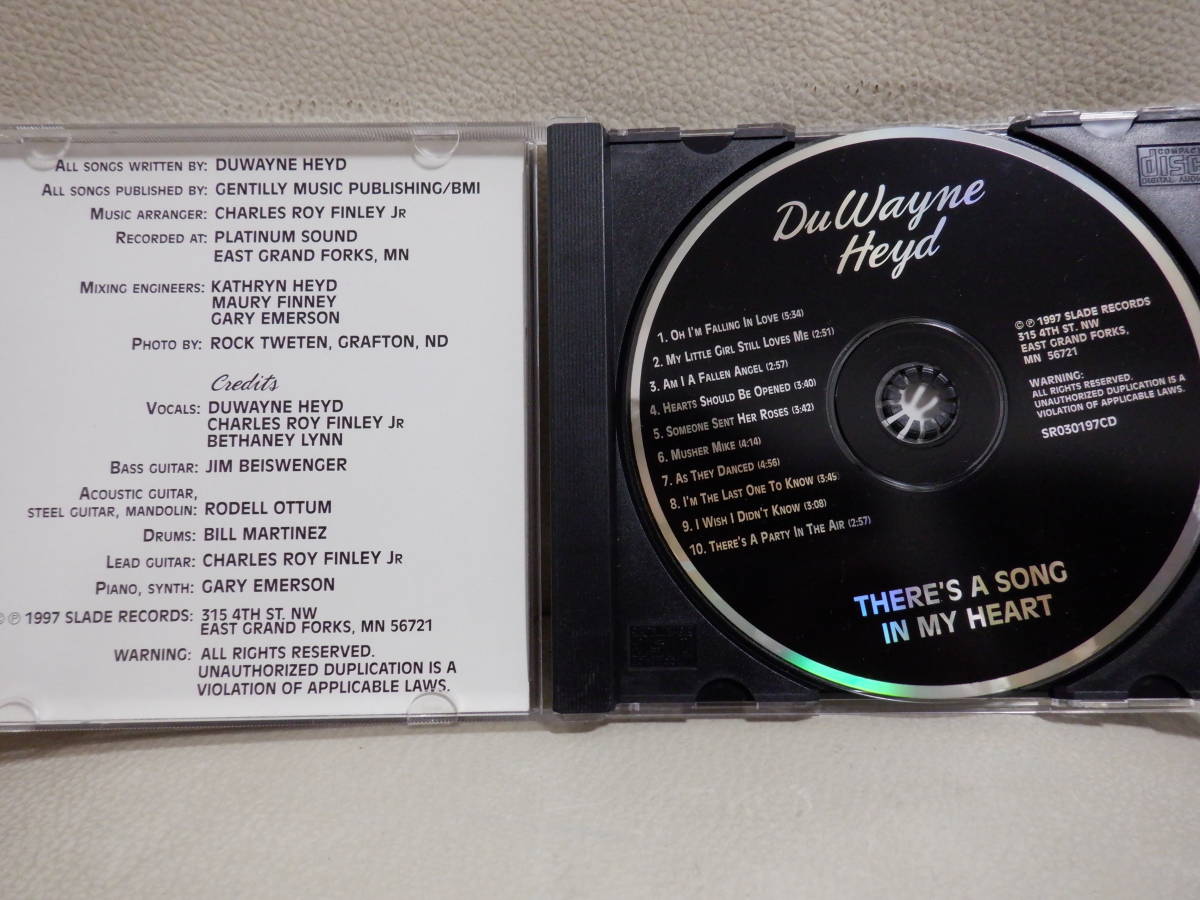 ALL SONGS WRITTEN BY: DUWAYNE HEYD
ALL SONGS PUBLISHED BY: GENTILLY MUSIC PUBLISHING/BMI
MUSIC ARRANGER: CHARLES ROY FINLEY JR
RECORDED AT: PLATINUM SOUND
EAST GRAND FORKS, MN
MIXING ENGINEERS: KATHRYN HEYD
MAURY FINNEY
GARY EMERSON
PHOTO BY: ROCK TWETEN, GRAFTON, ND
Credits
VOCALS: DUWAYNE HEYD
CHARLES ROY FINLEY JR
BETHANEY LYNN
BASS GUITAR: JIM BEISWENGER
ACOUSTIC GUITAR,
STEEL GUITAR, MANDOLIN: RODELL OTTUM
DRUMS: BILL MARTINEZ
LEAD GUITAR: CHARLES ROY FINLEY JR
PIANO, SYNTH: GARY EMERSON
© ℗ 1997 SLADE RECORDS: 315 4TH ST. NW
EAST GRAND FORKS, MN 56721
WARNING: ALL RIGHTS RESERVED.
UNAUTHORIZED DUPLICATION IS A
VIOLATION OF APPLICABLE LAWS.
DuWayne
Heyd
1. OH I'M FALLING IN LOVE (5:34)
2. MY LITTLE GIRL STILL LOVES ME (2:51)
3. AM I A FALLEN ANGEL (2:57)
4. HEARTS SHOULD BE OPENED (3:40)
5. SOMEONE SENT HER ROSES (3:42)
6. MUSHER MIKE (4:14)
7. AS THEY DANCED (4:56)
8. I'M THE LAST ONE TO KNOW (3:45)
9. I WISH I DIDN'T KNOW (3:08)
10. THERE'S A PARTY IN THE AIR (2:57)
© ℗ 1997 SLADE RECORDS
315 4TH ST. NW
EAST GRAND FORKS,
MN 56721
WARNING:
ALL RIGHTS RESERVED.
UNAUTHORIZED DUPLICATION IS A
VIOLATION OF APPLICABLE LAWS.
SR030197CD
THERE'S A SONG
IN MY HEART
COMPACT
disc
DIGITAL AUDIO